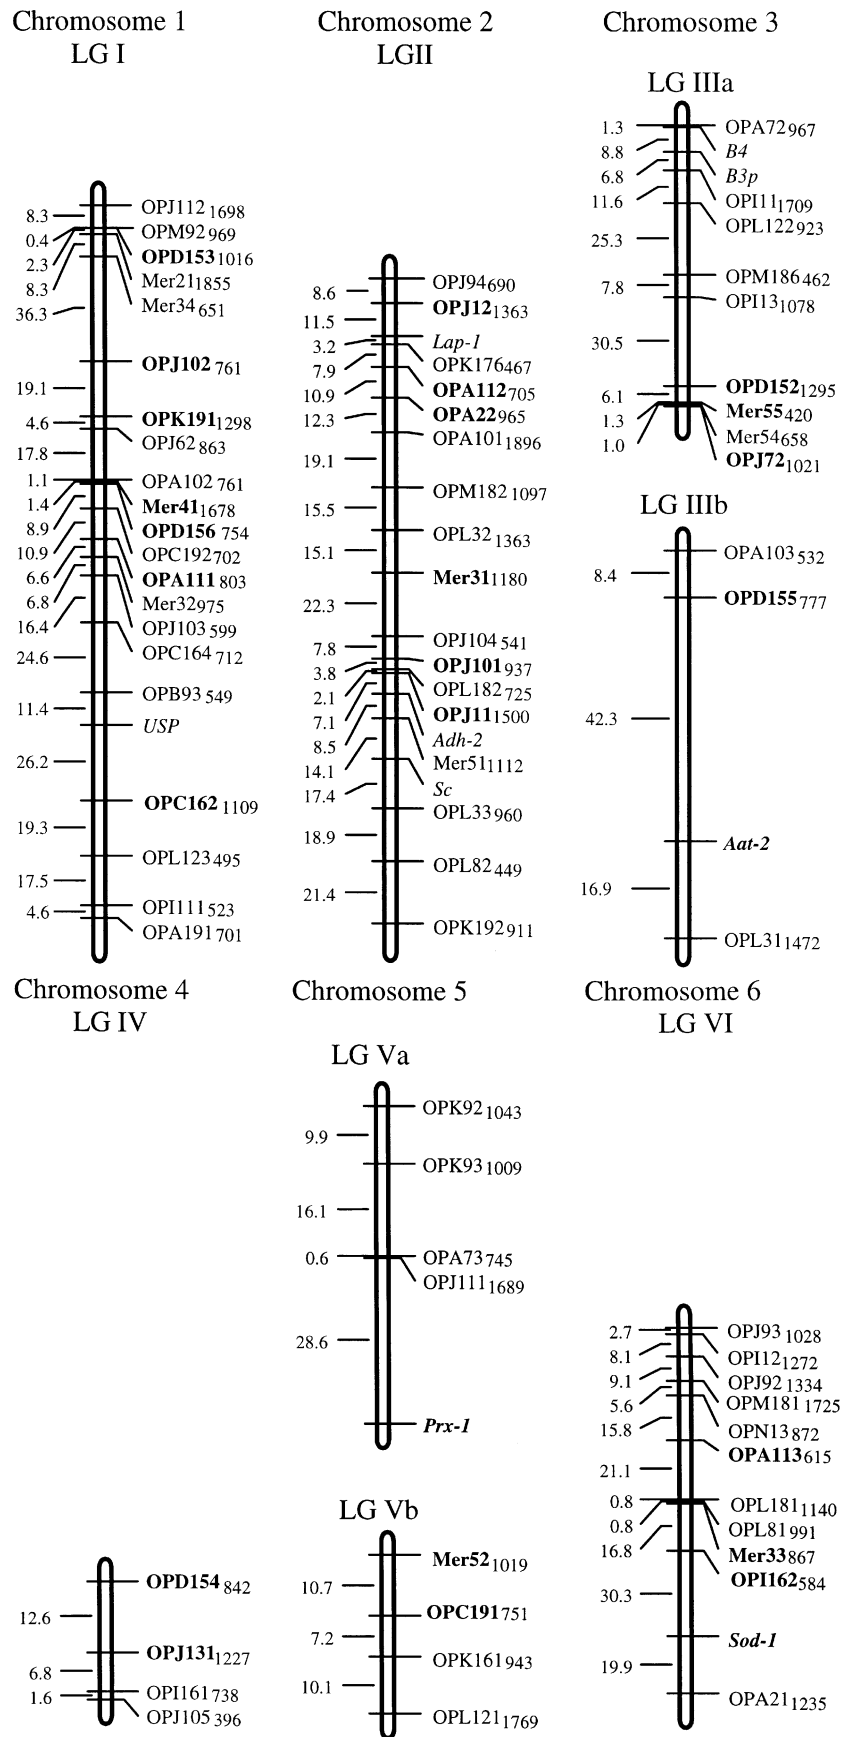 Chromosome 1
LG I
8.3
0.4
2.3
8.3
36.3
19.1
4.6
17.8
1.1
1.4
8.9
10.9
6.6
6.8
16.4
24.6
11.4
26.2
19.3
17.5
4.6
OPJ112 1698
OPM92 969
OPD153 1016
Mer21 1855
Mer34 651
OPJ102 761
OPK191 1298
OPJ62 863
OPA102 761
Mer41 1678
OPD156 754
OPC192 702
OPA111 803
Mer32 975
OPJ103 599
OPC164 712
OPB93 549
USP
OPC162 1109
OPL123 495
OPI111 523
OPA191 701
Chromosome 2
LGII
8.6
11.5
3.2
7.9
10.9
12.3
19.1
15.5
15.1
22.3
7.8
3.8
2.1
7.1
8.5
14.1
17.4
18.9
21.4
OPJ94 690
OPJ12 1363
Lap-1
OPK176 467
OPA112 705
OPA22 965
OPA101 1896
OPM182 1097
OPL32 1363
Mer31 1180
OPJ104 541
OPJ101 937
OPL182 725
OPJ11 1500
Adh-2
Mer51 1112
Sc
OPL33 960
OPL82 449
OPK192 911
Chromosome 3
LG IIIa
1.3
8.8
6.8
11.6
25.3
7.8
30.5
6.1
1.3
1.0
OPA72 967
B4
B3p
OPI11 1709
OPL122 923
OPM186 462
OPI13 1078
OPD152 1295
Mer55 420
Mer54 658
OPJ72 1021
LG IIIb
8.4
42.3
16.9
OPA103 532
OPD155 777
Aat-2
OPL31 1472
Chromosome 4
LG IV
12.6
6.8
1.6
OPD154 842
OPJ131 1227
OPI161 738
OPJ105 396
Chromosome 5
LG Va
9.9
16.1
0.6
28.6
OPK92 1043
OPK93 1009
OPA73 745
OPJ111 1689
Prx-1
LG Vb
10.7
7.2
10.1
Mer52 1019
OPC191 751
OPK161 943
OPL121 1769
Chromosome 6
LG VI
2.7
8.1
9.1
5.6
15.8
21.1
0.8
0.8
16.8
30.3
19.9
OPJ93 1028
OPI12 1272
OPJ92 1334
OPM181 1725
OPN13 872
OPA113 615
OPL181 1140
OPL81 991
Mer33 867
OPI162 584
Sod-1
OPA21 1235